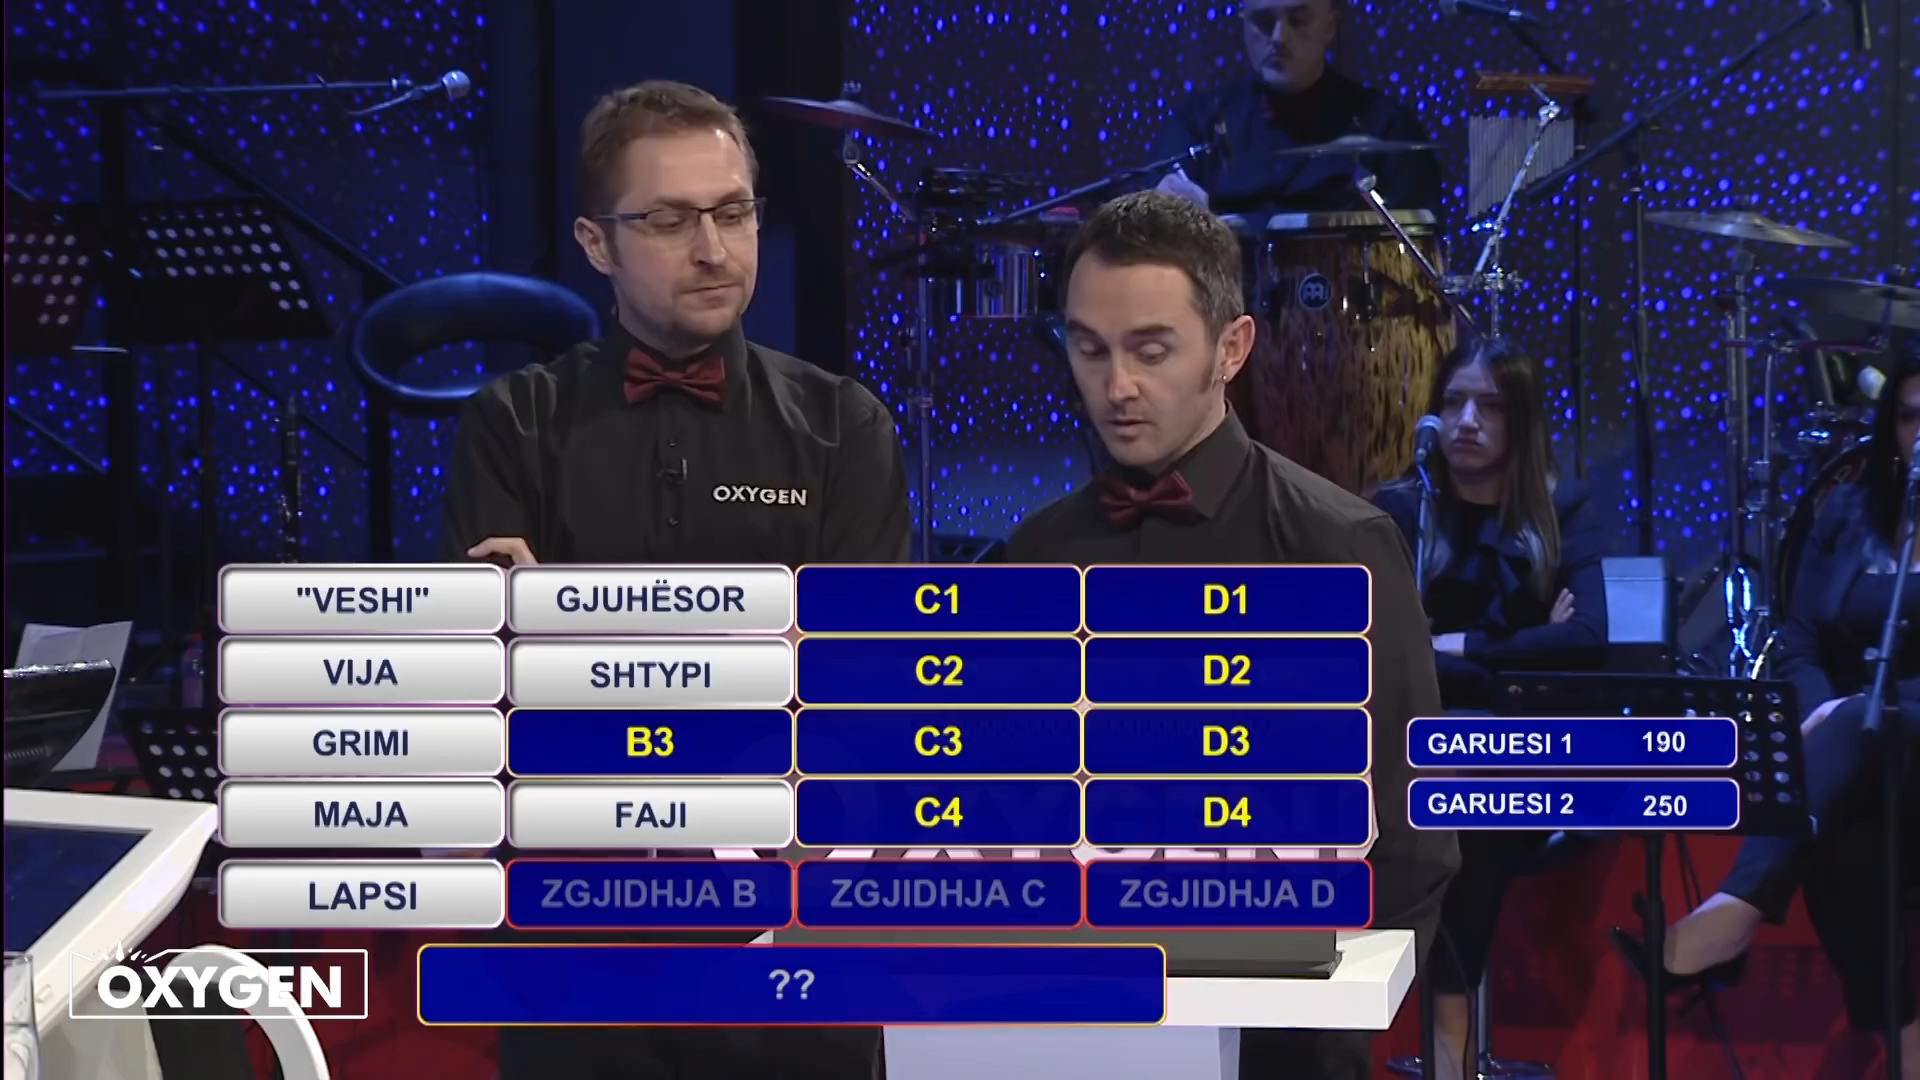 OXYGEN
"VESHI" GJUHËSOR C1 D1
VIJA SHTYPI C2 D2
GRIMI B3 C3 D3
MAJA FAJI C4 D4
LAPSI ZGJIDHJA B ZGJIDHJA C ZGJIDHJA D
GARUESI 1 190
GARUESI 2 250
??
OXYGEN